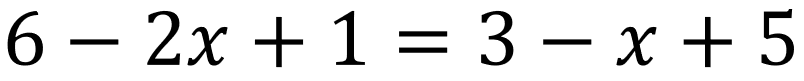 6 − 2𝑥 + 1 = 3 − 𝑥 + 5